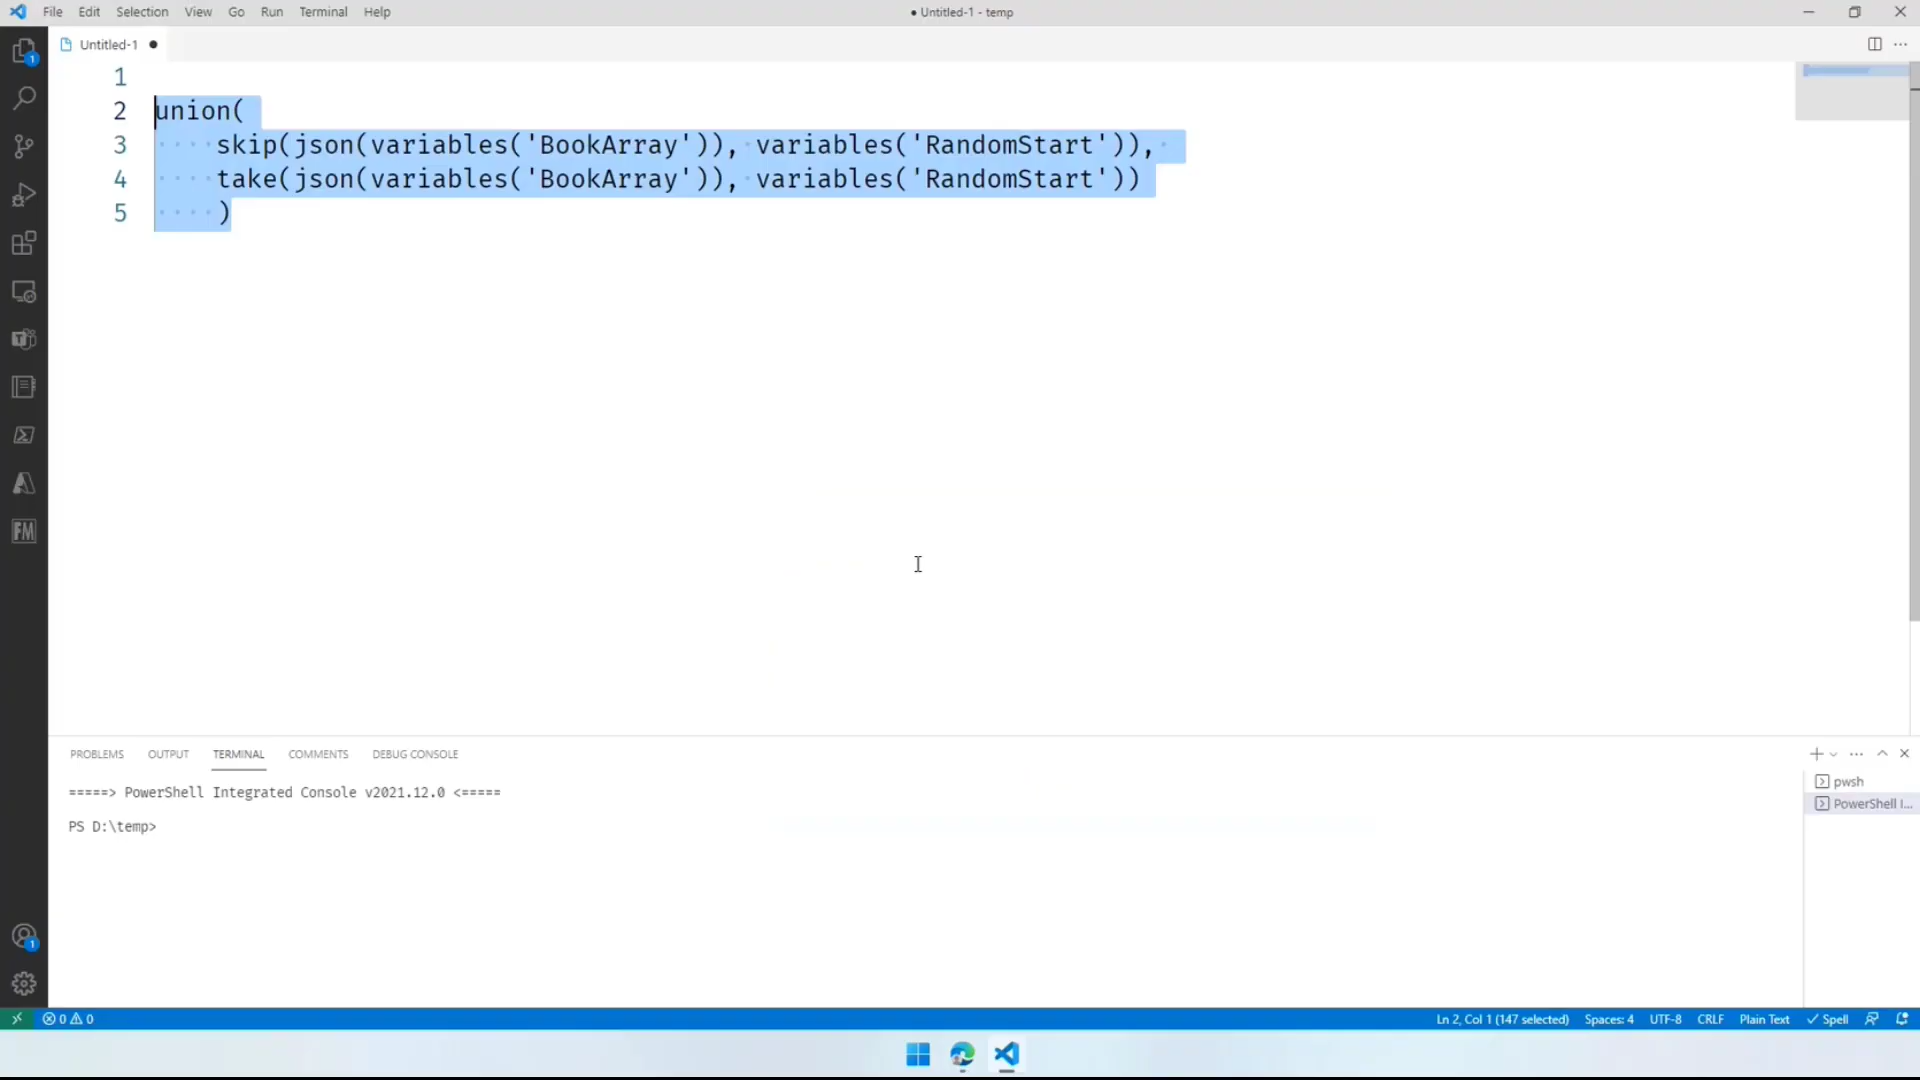 File Edit Selection View Go Run Terminal Help ● Untitled-1 - temp
1 Untitled-1 ●
1
2 union(
3 skip(json(variables('BookArray')), variables('RandomStart')),
4 take(json(variables('BookArray')), variables('RandomStart'))
5 )
FM
PROBLEMS OUTPUT TERMINAL COMMENTS DEBUG CONSOLE
=====> PowerShell Integrated Console v2021.12.0 <=====
PS D:\temp>
pwsh
PowerShell I...
1
0 0 Ln 2, Col 1 (147 selected) Spaces: 4 UTF-8 CRLF Plain Text ✓ Spell